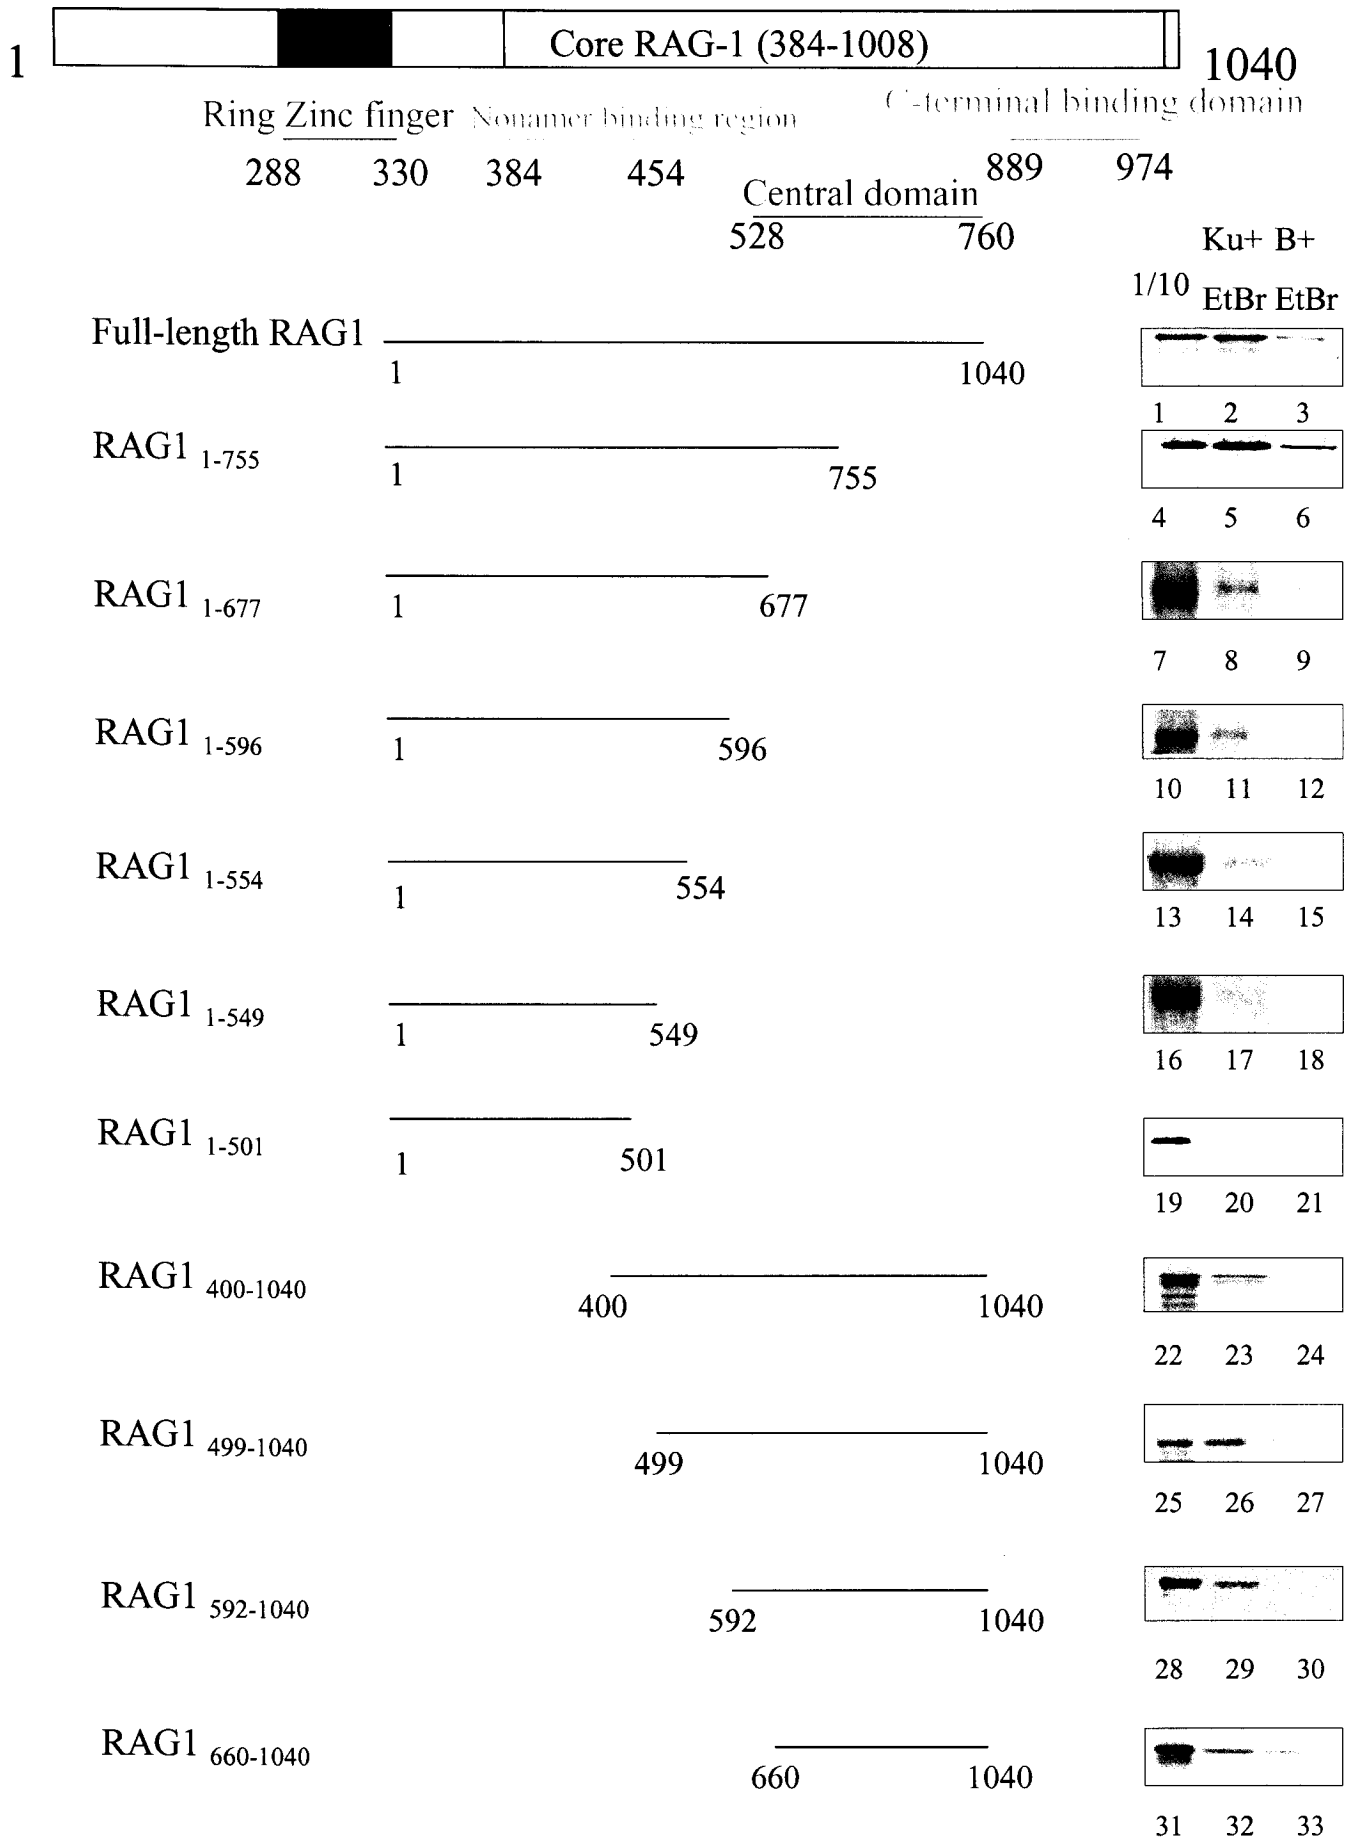 1 Core RAG-1 (384-1008) 1040
Ring Zinc finger Nonamer binding region C-terminal binding domain
288 330 384 454 889 974
Central domain
528 760
Ku+ B+
1/10 EtBr EtBr
Full-length RAG1
1 1040
1 2 3
RAG1 1-755
1 755
4 5 6
RAG1 1-677
1 677
7 8 9
RAG1 1-596
1 596
10 11 12
RAG1 1-554
1 554
13 14 15
RAG1 1-549
1 549
16 17 18
RAG1 1-501
1 501
19 20 21
RAG1 400-1040
400 1040
22 23 24
RAG1 499-1040
499 1040
25 26 27
RAG1 592-1040
592 1040
28 29 30
RAG1 660-1040
660 1040
31 32 33